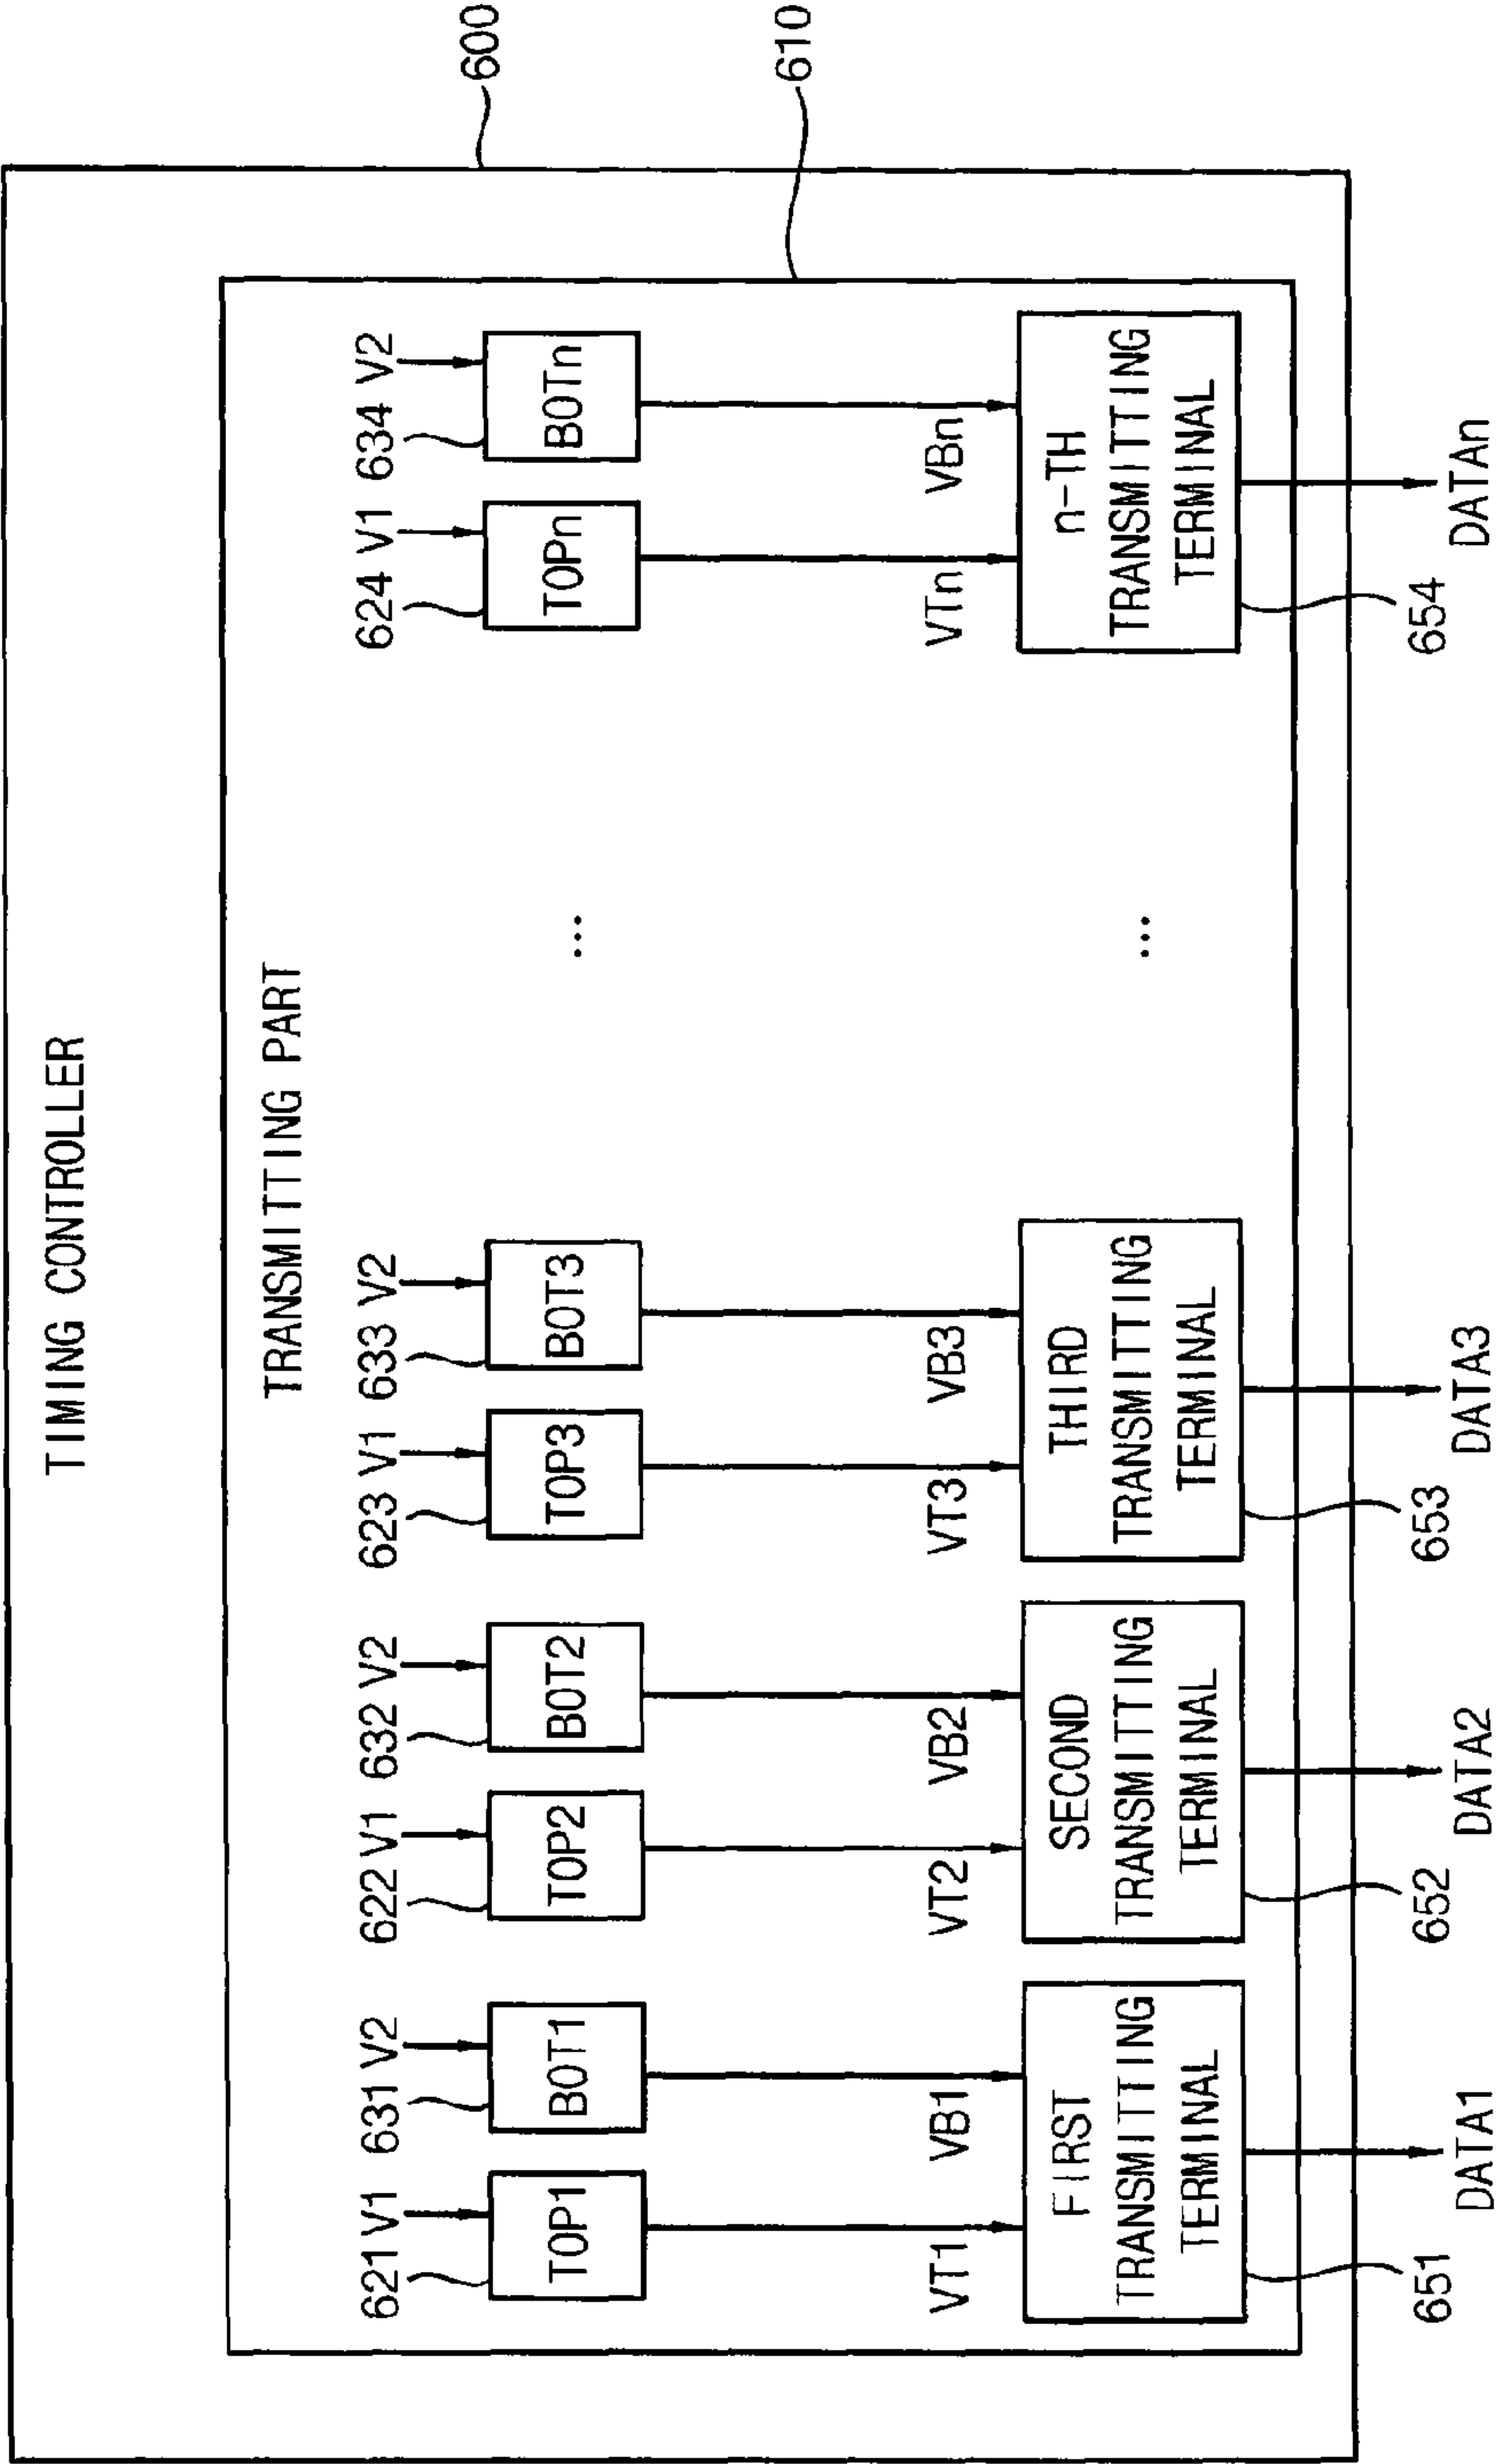 600
610
TIMING CONTROLLER
TRANSMITTING PART
621 V1
631 V2
622 V1
632 V2
623 V1
633 V2
624 V1
634 V2
TOP1
BOT1
TOP2
BOT2
TOP3
BOT3
...
TOPn
BOTn
VT1
VB1
VT2
VB2
VT3
VB3
VTn
VBn
FIRST
TRANSMITTING
TERMINAL
SECOND
TRANSMITTING
TERMINAL
THIRD
TRANSMITTING
TERMINAL
...
n-TH
TRANSMITTING
TERMINAL
651
DATA1
652
DATA2
653
DATA3
654
DATAn